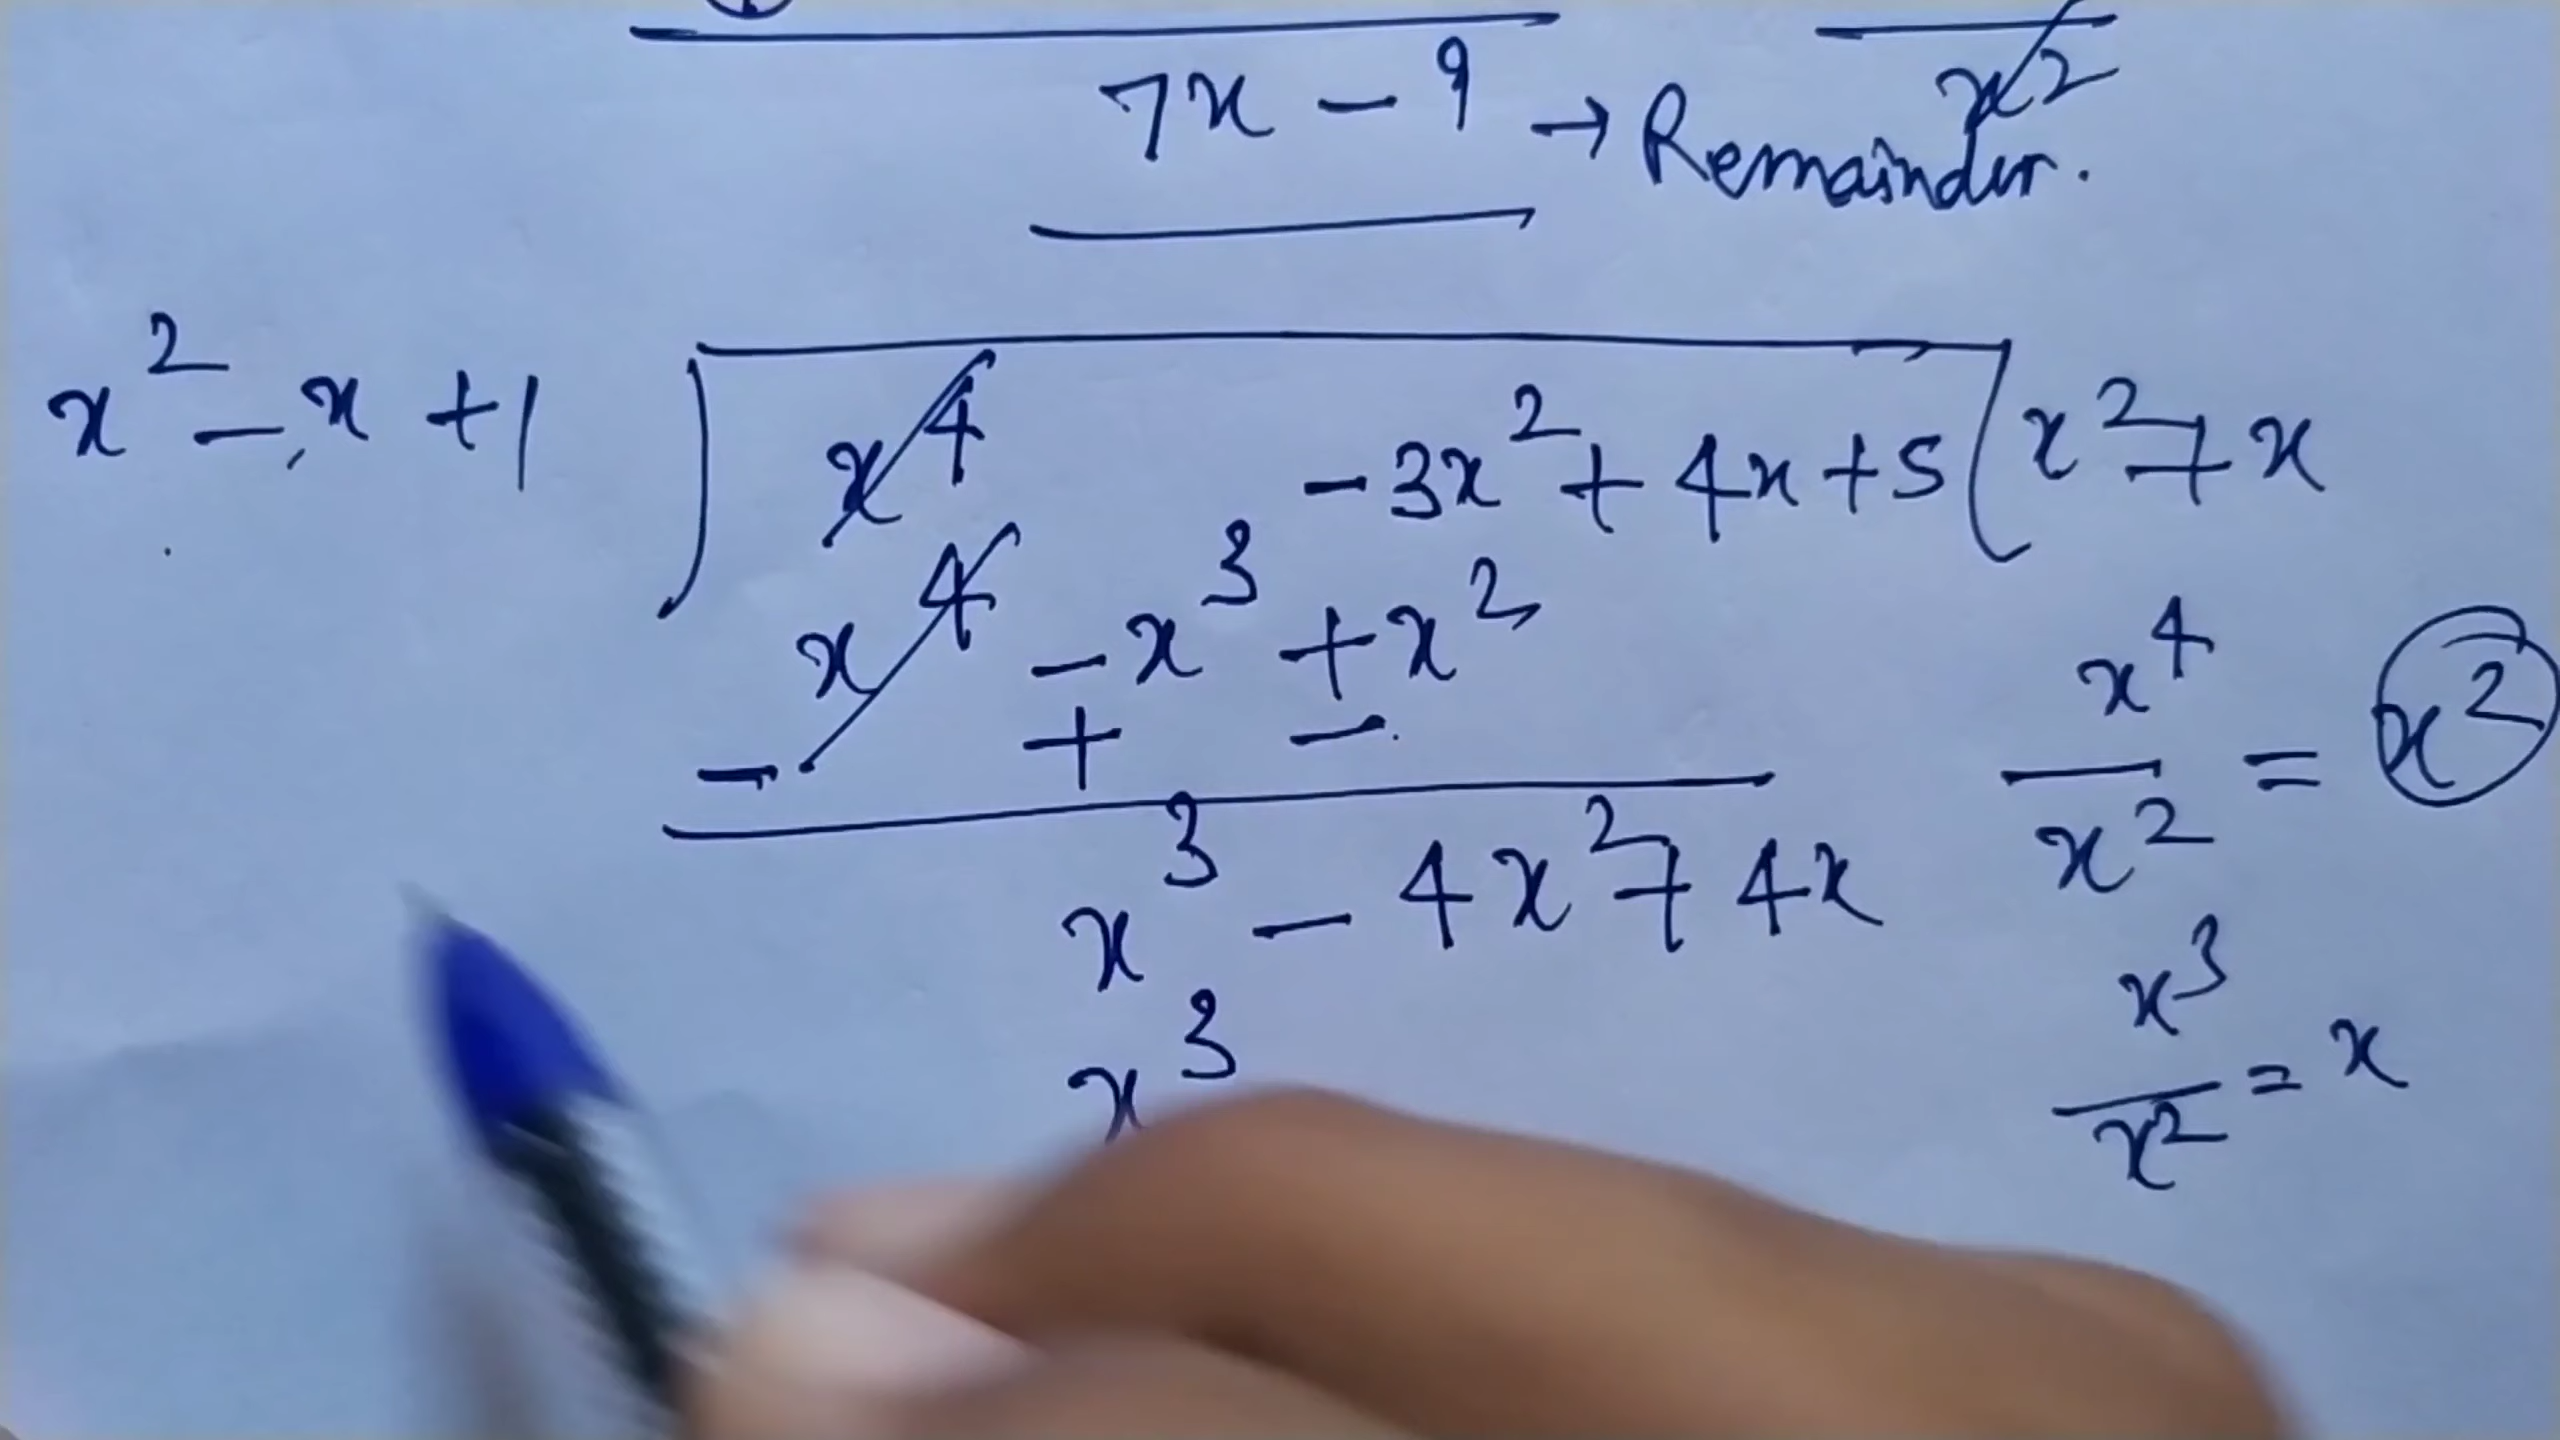 7x - 9 → Remainder.
x²
x² - x + 1 ) x⁴ - 3x² + 4x + 5 ( x² + x
x⁴ - x³ + x²
- + -
x³ - 4x² + 4x
x³
x⁴ / x² = x²
x³ / x² = x